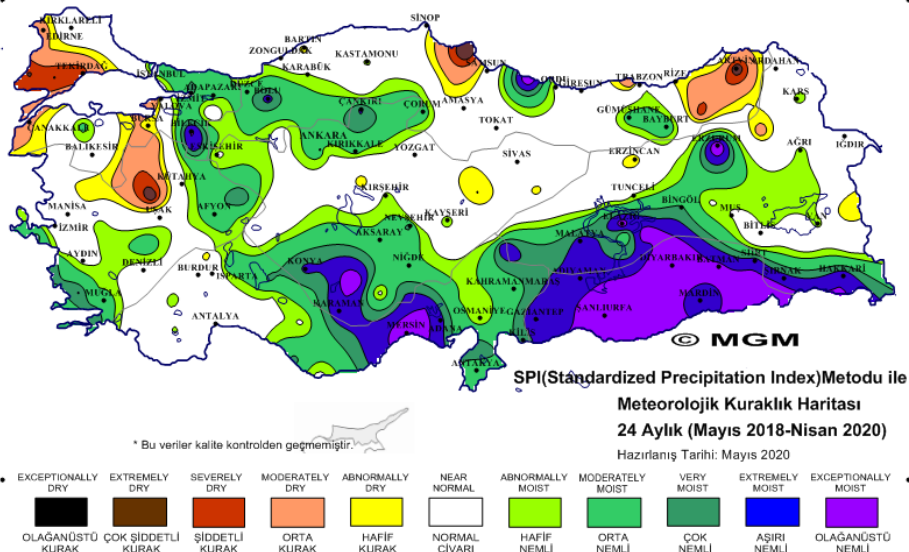 KIRKLARELİ
EDİRNE
TEKİRDAĞ
İSTANBUL
SİNOP
BARTIN
ZONGULDAK
KASTAMONU
KARABÜK
SAMSUN
ORDU
GİRESUN
TRABZON
RİZE
ARTVİN
ARDAHAN
KARS
YALOVA
ADAPAZARI
DÜZCE
BOLU
ÇANKIRI
ÇORUM
AMASYA
TOKAT
GÜMÜŞHANE
BAYBURT
ERZURUM
AĞRI
IĞDIR
ÇANAKKALE
BURSA
BİLECİK
BALIKESİR
ESKİŞEHİR
ANKARA
KIRIKKALE
YOZGAT
SİVAS
ERZİNCAN
KÜTAHYA
TUNCELİ
BİNGÖL
MUŞ
VAN
BİTLİS
MANİSA
İZMİR
UŞAK
AFYON
KIRŞEHİR
NEVŞEHİR
KAYSERİ
AKSARAY
MALATYA
ELAZIĞ
AYDIN
DENİZLİ
BURDUR
ISPARTA
KONYA
NİĞDE
KAHRAMANMARAŞ
ADIYAMAN
DİYARBAKIR
BATMAN
SİİRT
ŞIRNAK
HAKKARİ
MUĞLA
ANTALYA
KARAMAN
MERSİN
ADANA
OSMANİYE
GAZİANTEP
KİLİS
ŞANLIURFA
MARDİN
ANTAKYA
© MGM
SPI(Standardized Precipitation Index)Metodu ile
Meteorolojik Kuraklık Haritası
24 Aylık (Mayıs 2018-Nisan 2020)
Hazırlanış Tarihi: Mayıs 2020
* Bu veriler kalite kontrolden geçmemiştir.
EXCEPTIONALLY DRY
EXTREMELY DRY
SEVERELY DRY
MODERATELY DRY
ABNORMALLY DRY
NEAR NORMAL
ABNORMALLY MOIST
MODERATELY MOIST
VERY MOIST
EXTREMELY MOIST
EXCEPTIONALLY MOIST
OLAĞANÜSTÜ KURAK
ÇOK ŞİDDETLİ KURAK
ŞİDDETLİ KURAK
ORTA KURAK
HAFİF KURAK
NORMAL CİVARI
HAFİF NEMLİ
ORTA NEMLİ
ÇOK NEMLİ
AŞIRI NEMLİ
OLAĞANÜSTÜ NEMLİ